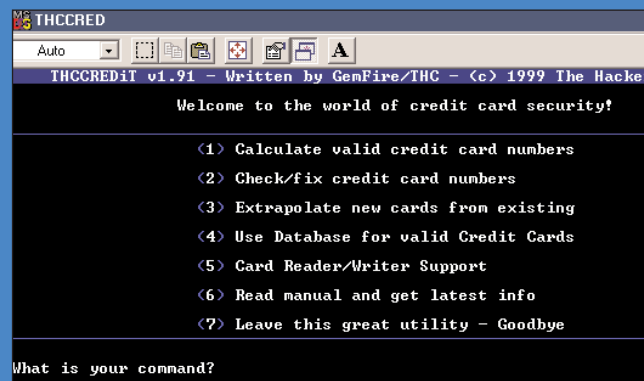 THCCRED
Auto
A
THCCREDiT v1.91 - Written by GemFire/THC - (c) 1999 The Hacke
Welcome to the world of credit card security!
(1) Calculate valid credit card numbers
(2) Check/fix credit card numbers
(3) Extrapolate new cards from existing
(4) Use Database for valid Credit Cards
(5) Card Reader/Writer Support
(6) Read manual and get latest info
(7) Leave this great utility - Goodbye
What is your command?